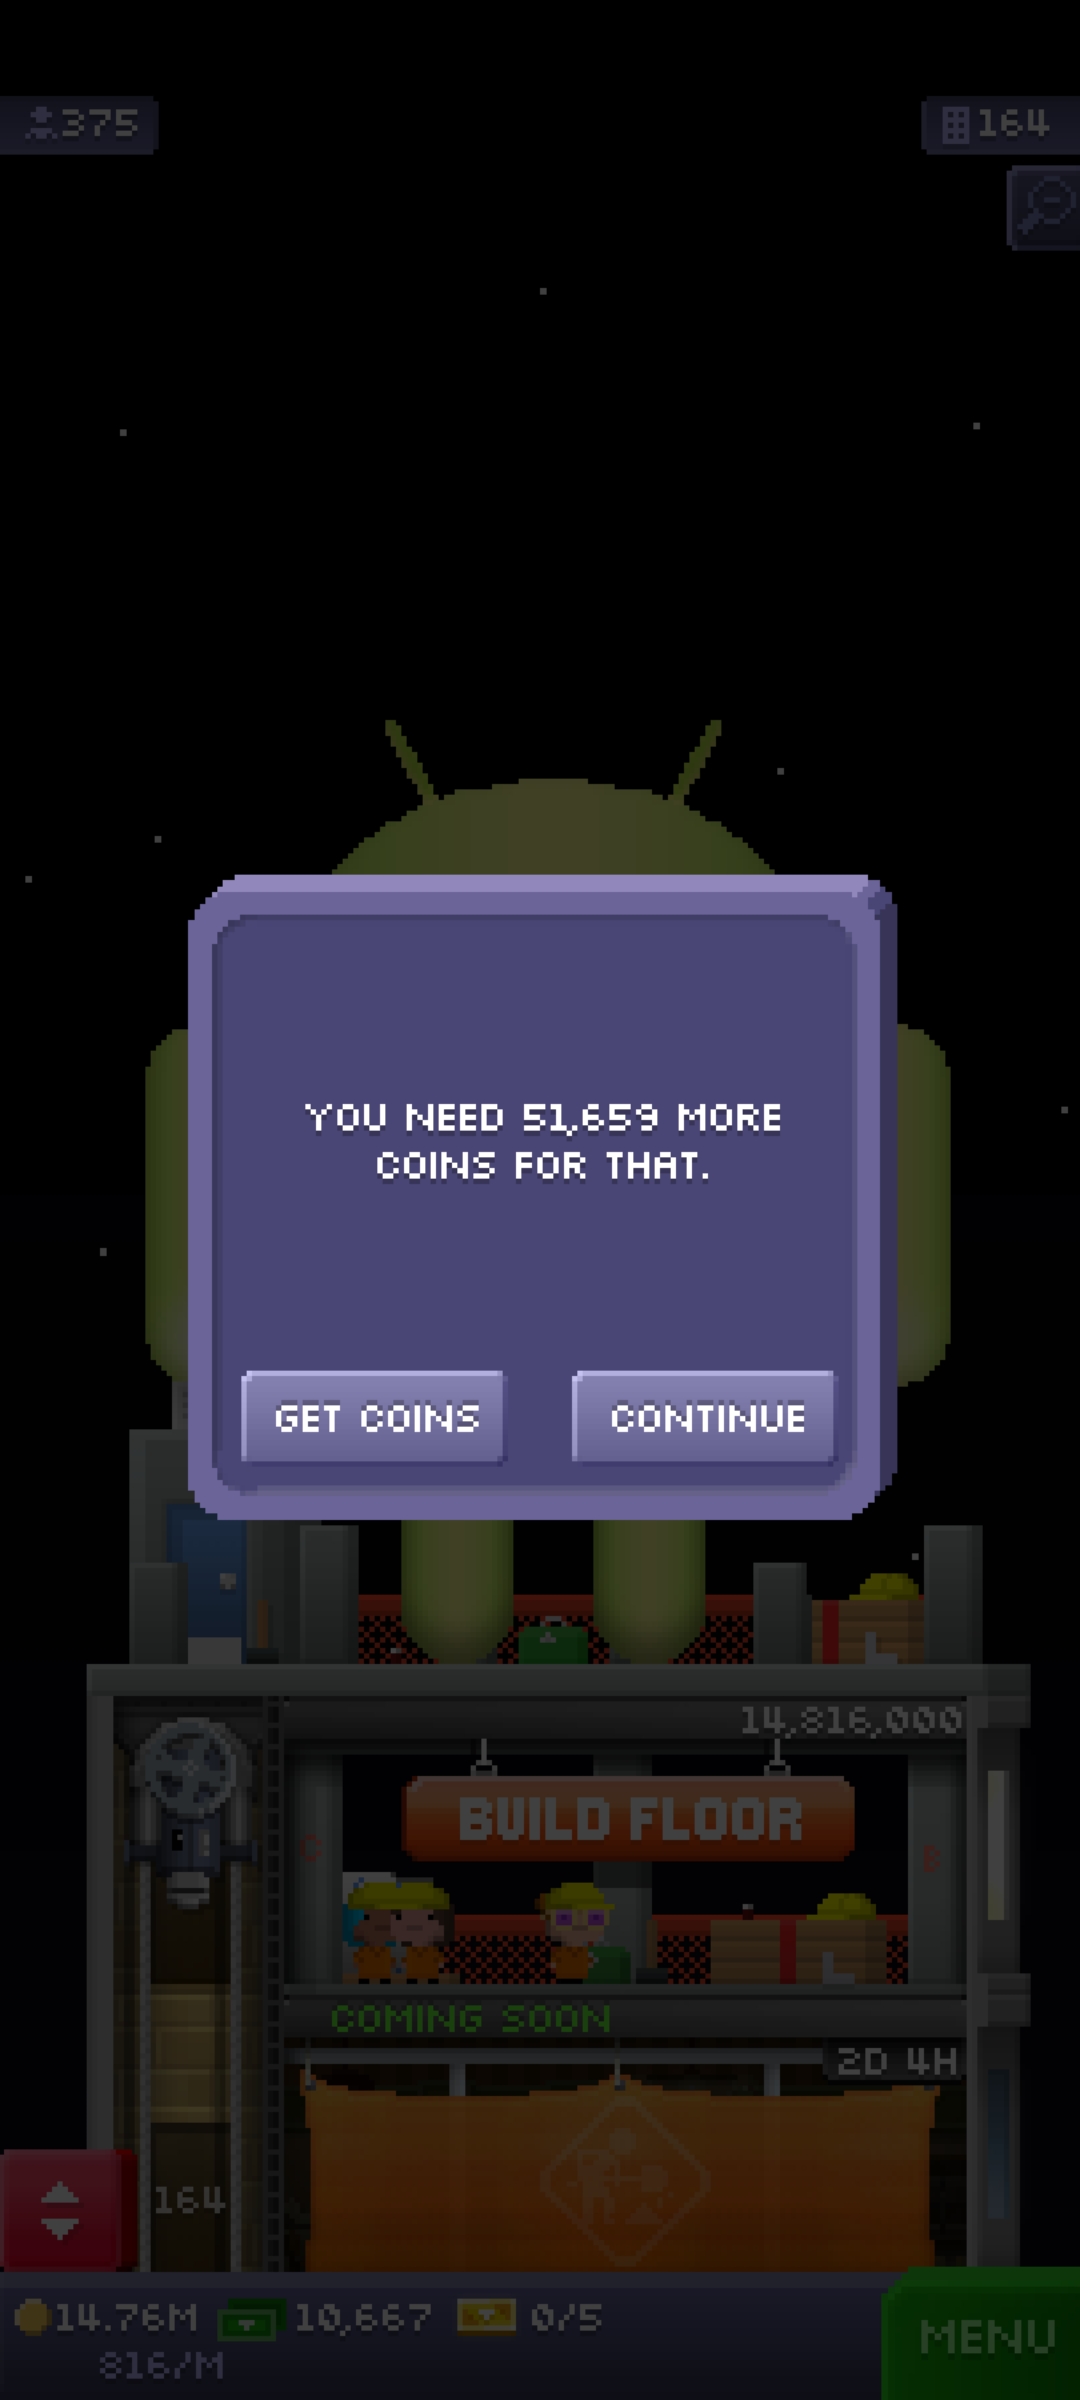 375
164
YOU NEED 51,659 MORE
COINS FOR THAT.
GET COINS
CONTINUE
14,816,000
BUILD FLOOR
C
B
COMING SOON
2D 4H
164
14.76M
10,667
0/5
816/M
MENU